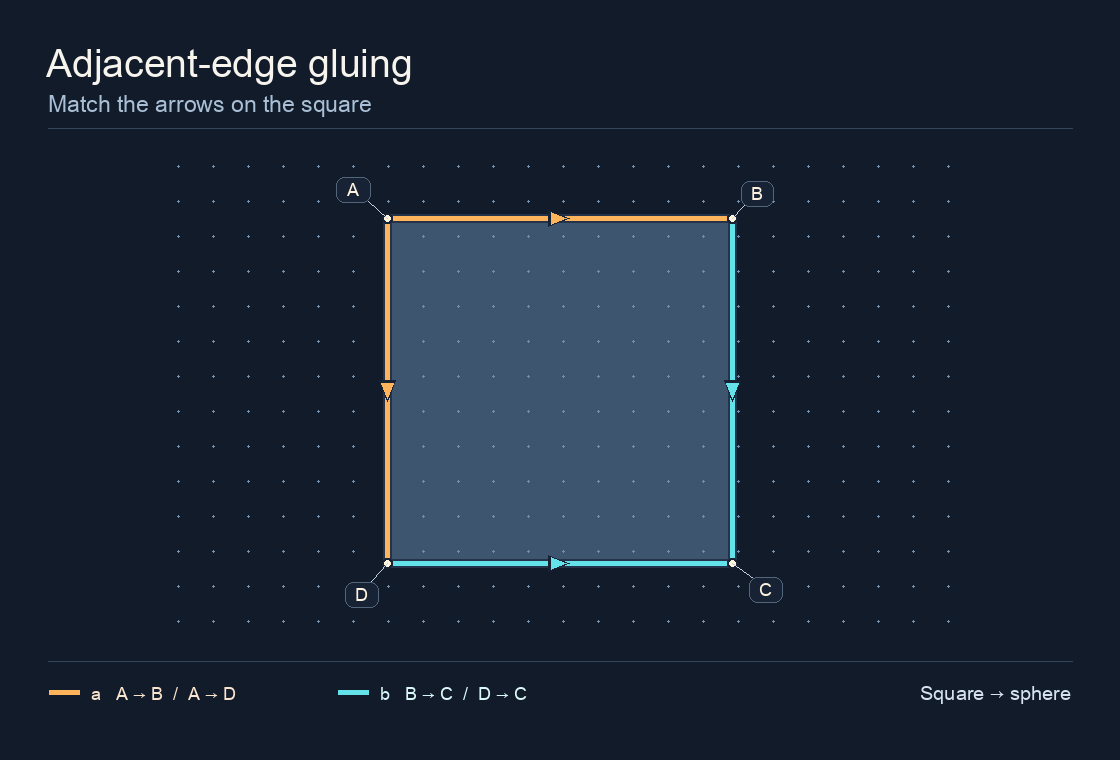 Adjacent-edge gluing
Match the arrows on the square
A
B
D
C
a A→B / A→D
b B→C / D→C
Square → sphere